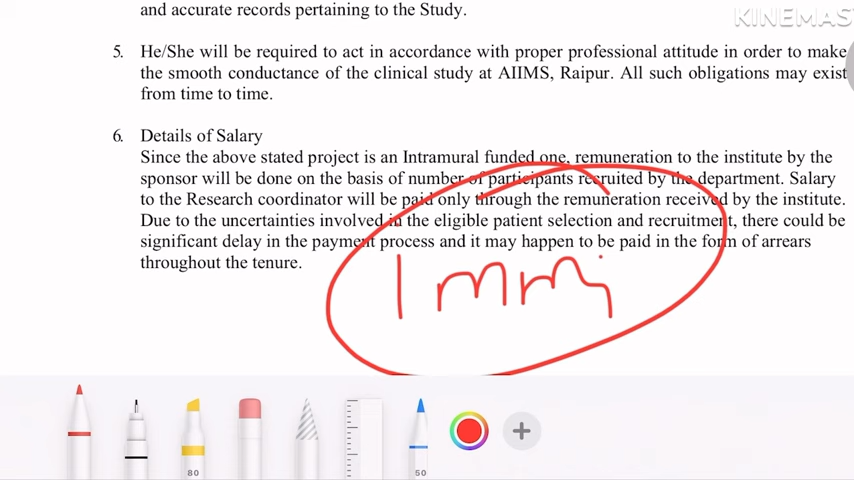 and accurate records pertaining to the Study.
KINEMAS
5. He/She will be required to act in accordance with proper professional attitude in order to make
the smooth conductance of the clinical study at AIIMS, Raipur. All such obligations may exist
from time to time.
6. Details of Salary
Since the above stated project is an Intramural funded one, remuneration to the institute by the
sponsor will be done on the basis of number of participants recruited by the department. Salary
to the Research coordinator will be paid only through the remuneration received by the institute.
Due to the uncertainties involved in the eligible patient selection and recruitment, there could be
significant delay in the payment process and it may happen to be paid in the form of arrears
throughout the tenure.
80
50